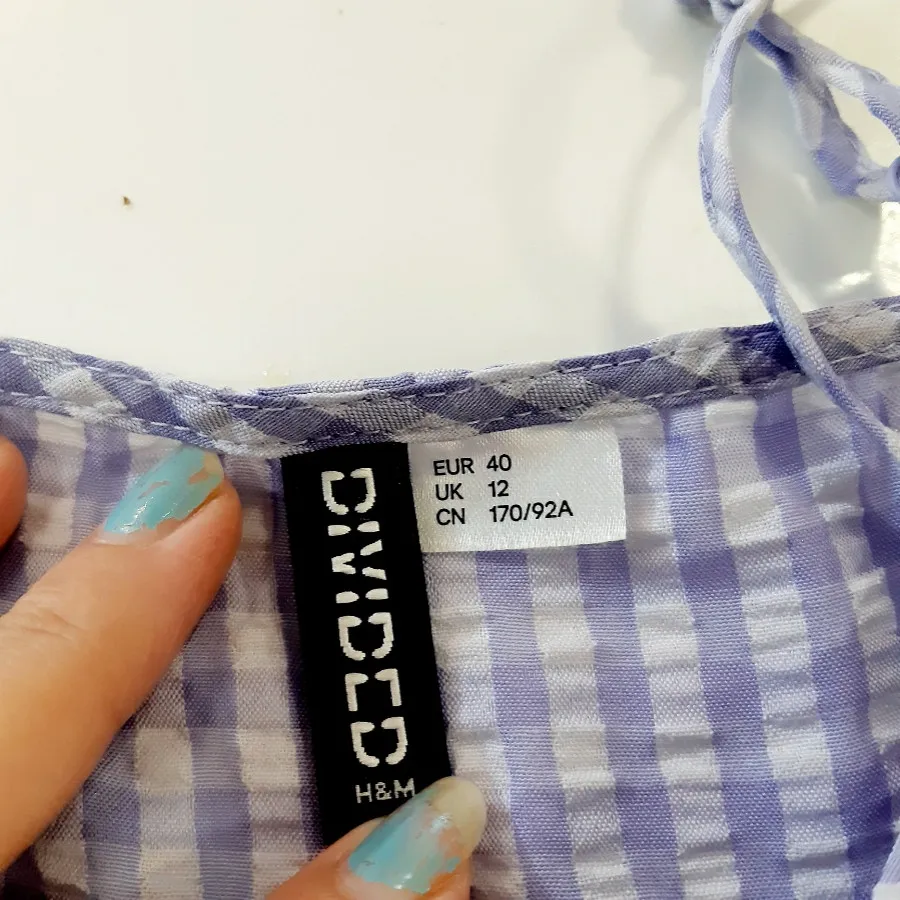 DIVIDED
H&M
EUR 40
UK 12
CN 170/92A